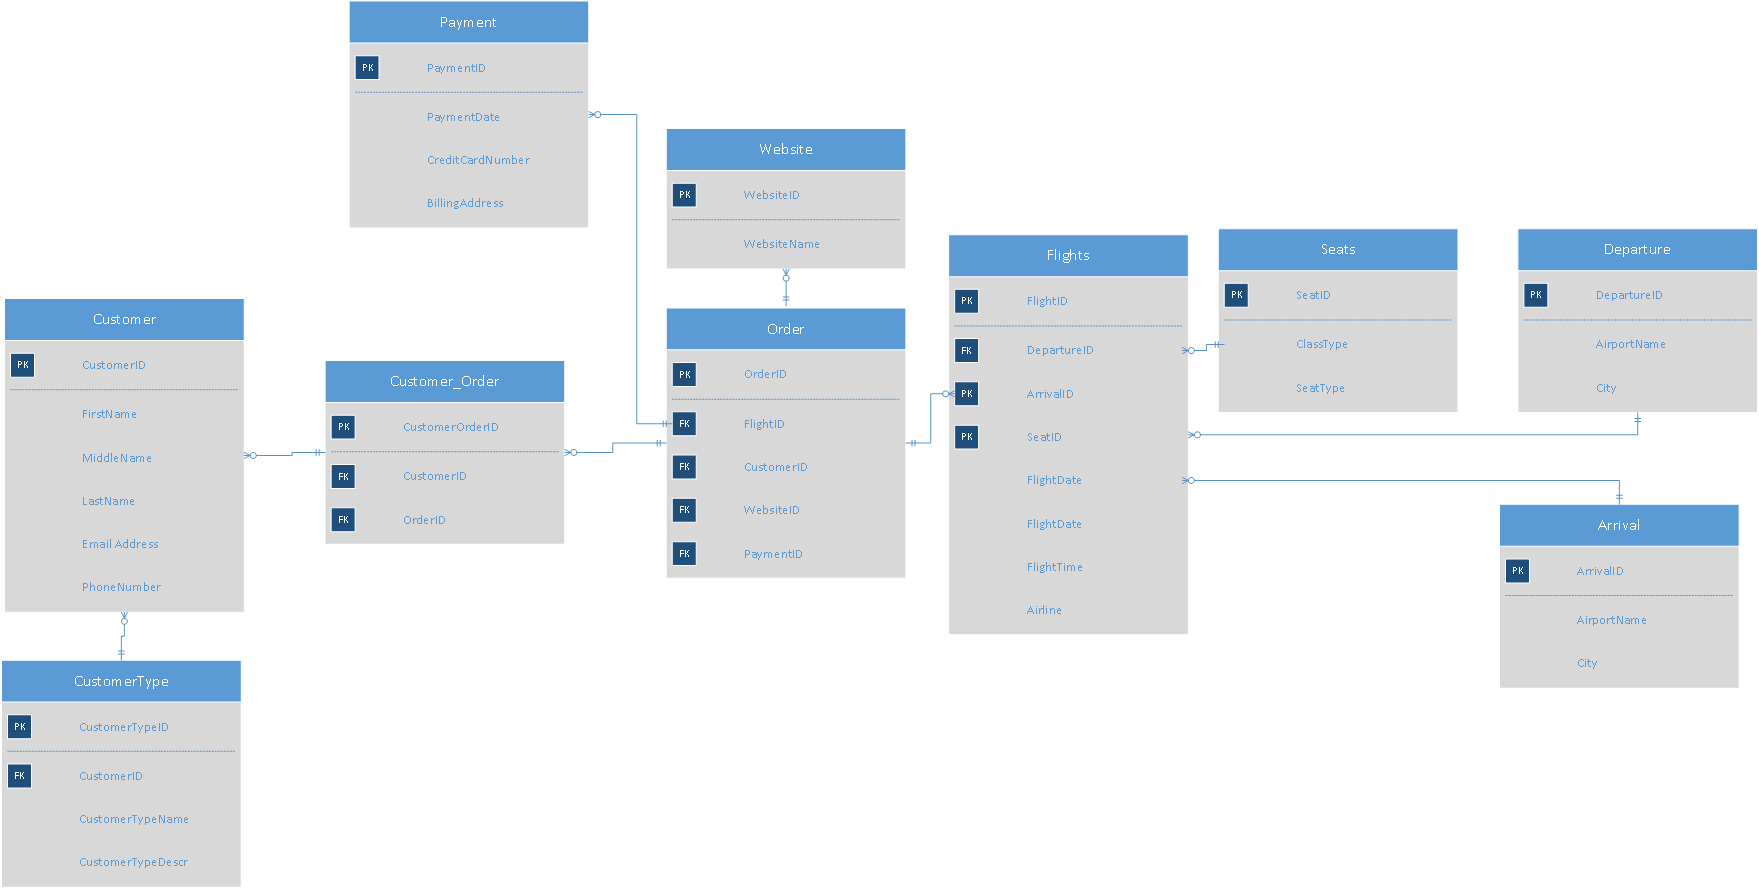 Payment
PK PaymentID
PaymentDate
CreditCardNumber
BillingAddress
Website
PK WebsiteID
WebsiteName
Customer
PK CustomerID
FirstName
MiddleName
LastName
Email Address
PhoneNumber
Customer_Order
PK CustomerOrderID
FK CustomerID
FK OrderID
Order
PK OrderID
FK FlightID
FK CustomerID
FK WebsiteID
FK PaymentID
Flights
PK FlightID
FK DepartureID
PK ArrivalID
PK SeatID
FlightDate
FlightDate
FlightTime
Airline
Seats
PK SeatID
ClassType
SeatType
Departure
PK DepartureID
AirportName
City
Arrival
PK ArrivalID
AirportName
City
CustomerType
PK CustomerTypeID
FK CustomerID
CustomerTypeName
CustomerTypeDescr